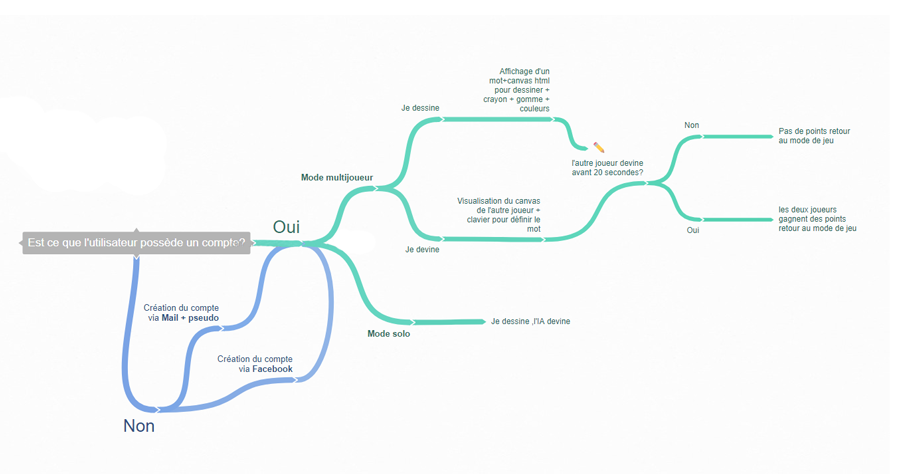 Est ce que l'utilisateur possède un compte?
Oui
Mode multijoueur
Je dessine
Affichage d'un
mot+canvas html
pour dessiner +
crayon + gomme +
couleurs
l'autre joueur devine
avant 20 secondes?
Non
Pas de points retour
au mode de jeu
Oui
les deux joueurs
gagnent des points
retour au mode de jeu
Je devine
Visualisation du canvas
de l'autre joueur +
clavier pour définir le
mot
Mode solo
Je dessine ,l'IA devine
Création du compte
via Mail + pseudo
Création du compte
via Facebook
Non